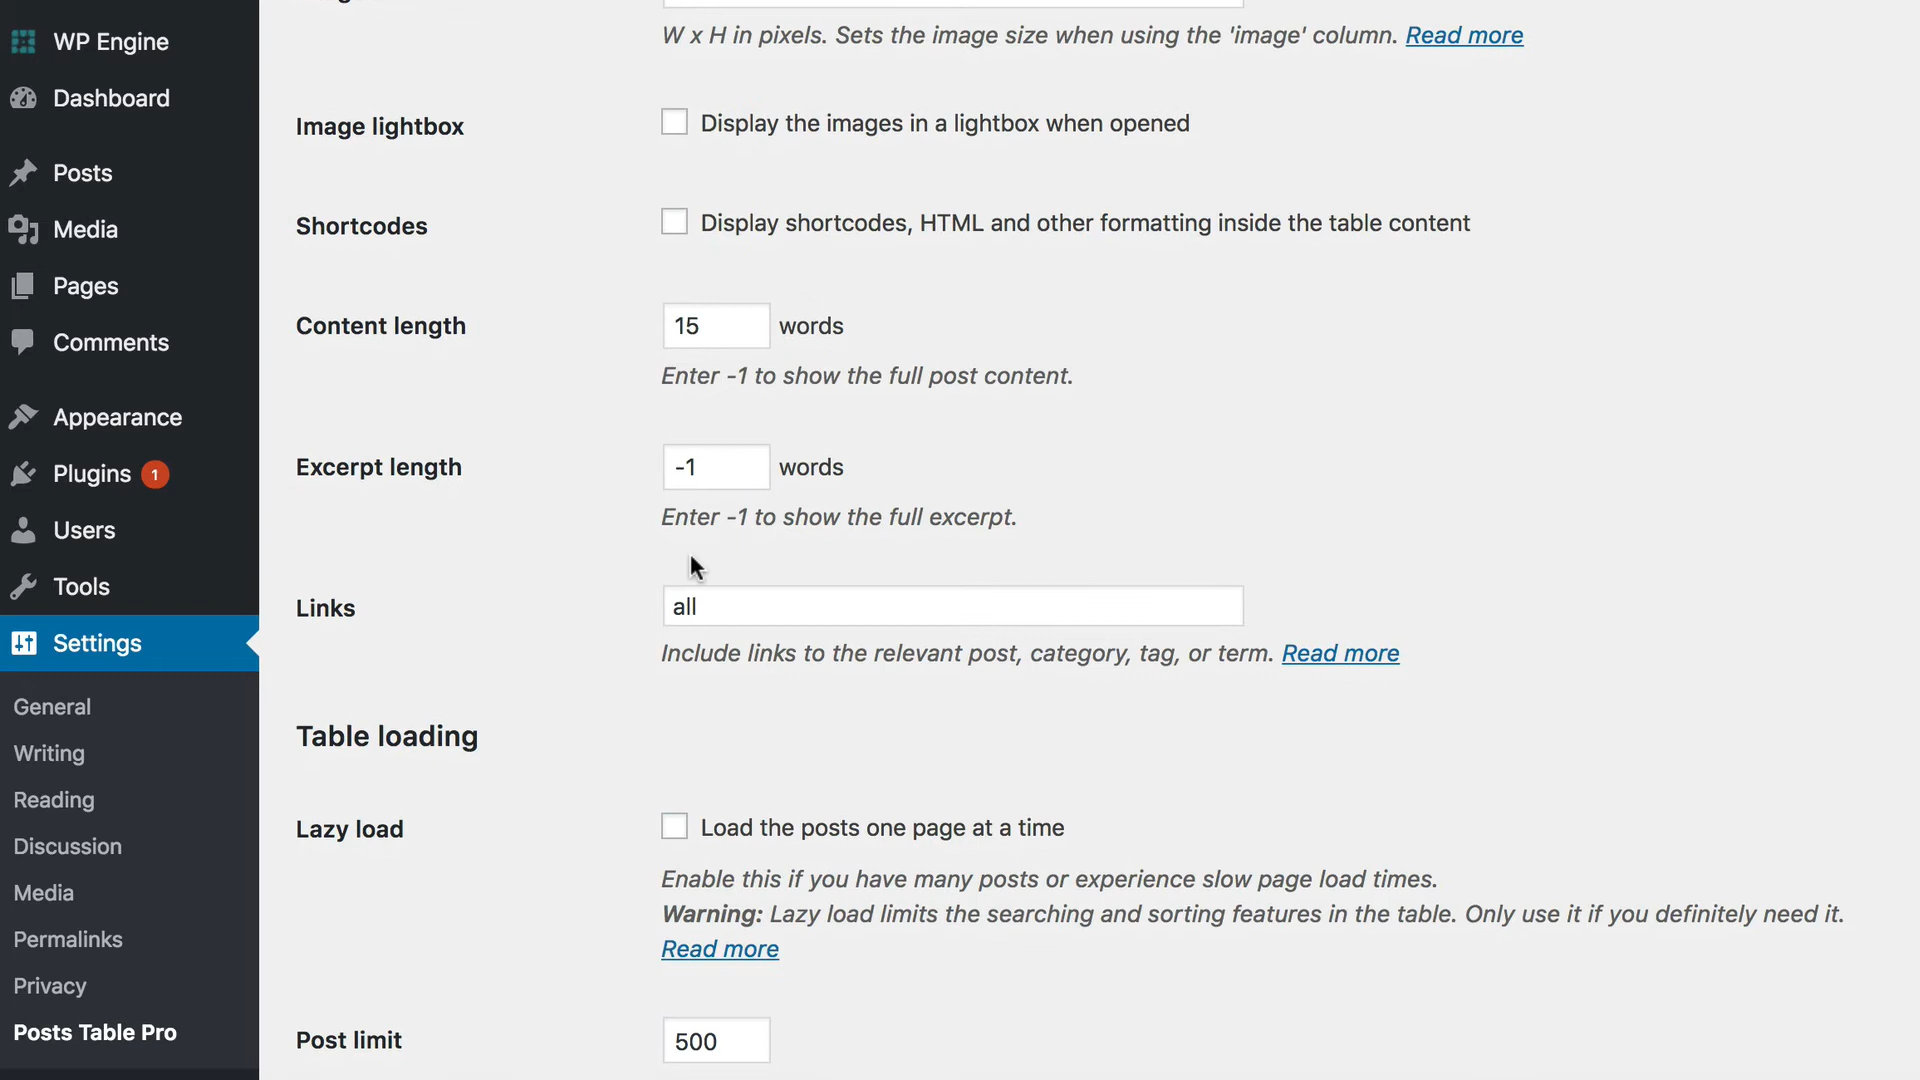 WP Engine
Dashboard
Posts
Media
Pages
Comments
Appearance
Plugins 1
Users
Tools
Settings
General
Writing
Reading
Discussion
Media
Permalinks
Privacy
Posts Table Pro
W x H in pixels. Sets the image size when using the 'image' column. Read more
Image lightbox
Display the images in a lightbox when opened
Shortcodes
Display shortcodes, HTML and other formatting inside the table content
Content length
15 words
Enter -1 to show the full post content.
Excerpt length
-1 words
Enter -1 to show the full excerpt.
Links
all
Include links to the relevant post, category, tag, or term. Read more
Table loading
Lazy load
Load the posts one page at a time
Enable this if you have many posts or experience slow page load times.
Warning: Lazy load limits the searching and sorting features in the table. Only use it if you definitely need it.
Read more
Post limit
500